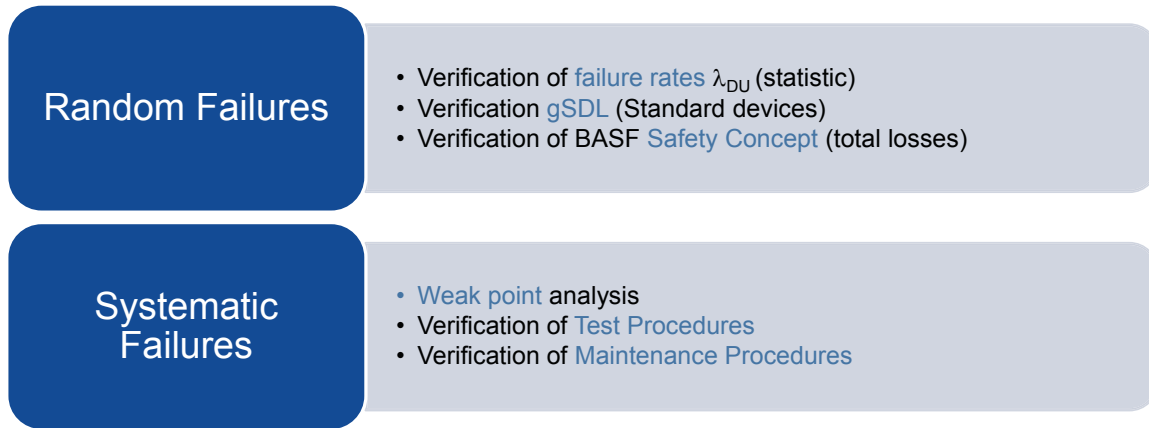 Random Failures
• Verification of failure rates λDU (statistic)
• Verification gSDL (Standard devices)
• Verification of BASF Safety Concept (total losses)
Systematic
Failures
• Weak point analysis
• Verification of Test Procedures
• Verification of Maintenance Procedures